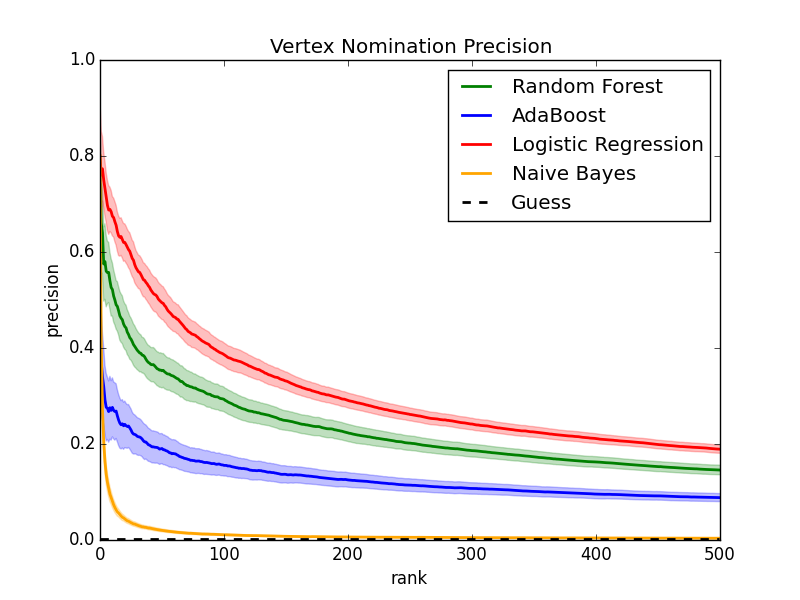 Vertex Nomination Precision
1.0
0.8
0.6
0.4
0.2
0.0
precision
Random Forest
AdaBoost
Logistic Regression
Naive Bayes
Guess
0 100 200 300 400 500
rank